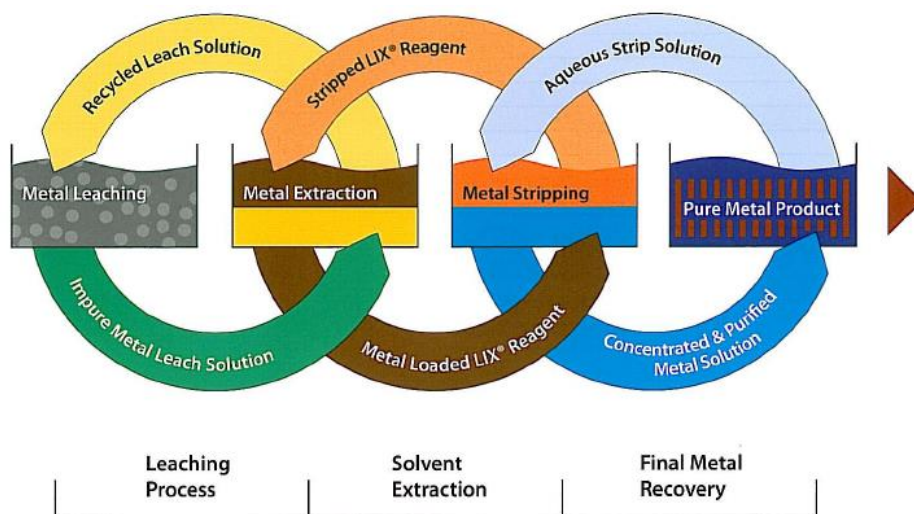 Recycled Leach Solution
Stripped LIX® Reagent
Aqueous Strip Solution
Metal Leaching
Metal Extraction
Metal Stripping
Pure Metal Product
Impure Metal Leach Solution
Metal Loaded LIX® Reagent
Concentrated & Purified
Metal Solution
Leaching
Process
Solvent
Extraction
Final Metal
Recovery